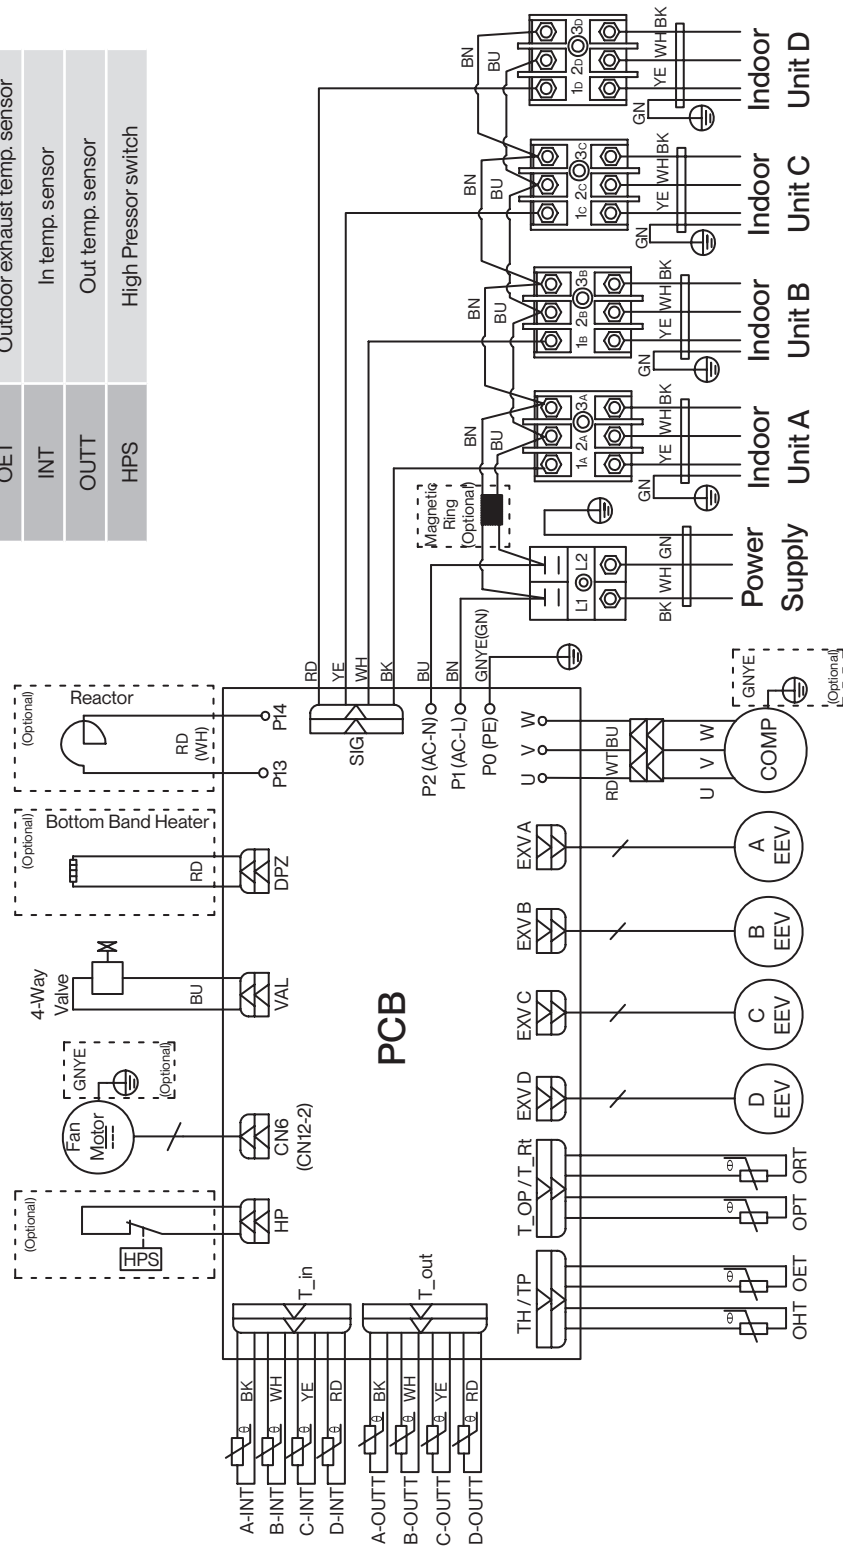 OET
Outdoor exhaust temp. sensor
INT
In temp. sensor
OUTT
Out temp. sensor
HPS
High Pressor switch
(Optional)
Reactor
RD
(WH)
P13
P14
(Optional)
Bottom Band Heater
RD
DPZ
4-Way
Valve
BU
VAL
Fan
Motor
GNYE
(Optional)
CN6
(CN12-2)
(Optional)
HPS
HP
PCB
RD
YE
WH
BK
SIG
BU
BN
GNYE(GN)
P2 (AC-N)
P1 (AC-L)
P0 (PE)
U
V
W
RD
WT
BU
U
V
W
COMP
GNYE
(Optional)
EXV A
A
EEV
EXV B
B
EEV
EXV C
C
EEV
EXV D
D
EEV
T_OP / T_Rt
θ
ORT
θ
OPT
TH / TP
θ
OET
θ
OHT
T_in
A-INT
θ
BK
B-INT
θ
WH
C-INT
θ
YE
D-INT
θ
RD
T_out
A-OUTT
θ
BK
B-OUTT
θ
WH
C-OUTT
θ
YE
D-OUTT
θ
RD
Magnetic
Ring
(Optional)
L1
L2
BK
WH
GN
Power
Supply
BN
BU
1A
2A
3A
GN
YE
WH
BK
Indoor
Unit A
BN
BU
1B
2B
3B
GN
YE
WH
BK
Indoor
Unit B
BN
BU
1C
2C
3C
GN
YE
WH
BK
Indoor
Unit C
BN
BU
1D
2D
3D
GN
YE
WH
BK
Indoor
Unit D